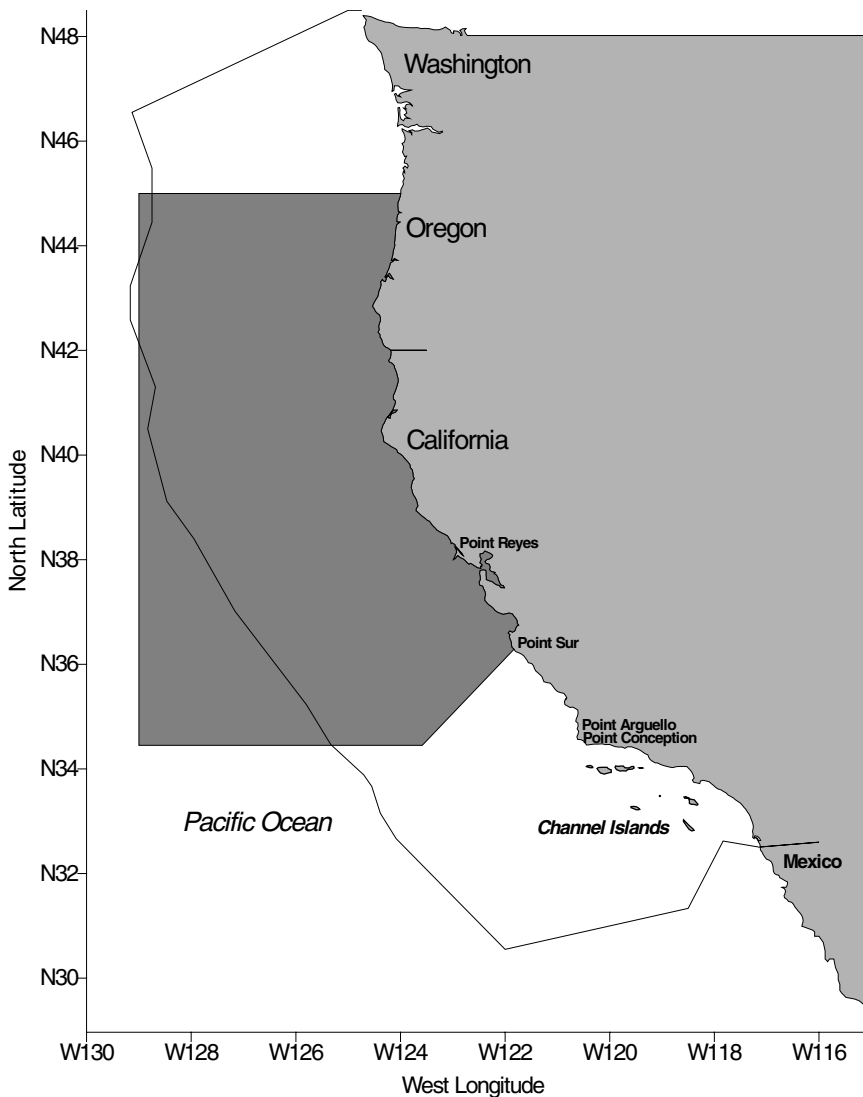 N48
Washington
N46
Oregon
N44
N42
California
N40
North Latitude
Point Reyes
N38
Point Sur
N36
Point Arguello
Point Conception
N34
Pacific Ocean
Channel Islands
Mexico
N32
N30
W130 W128 W126 W124 W122 W120 W118 W116
West Longitude